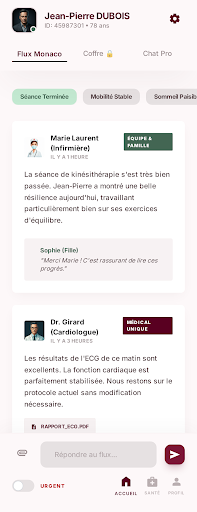 Jean-Pierre DUBOIS
ID: 45987301 • 78 ans
Flux Monaco
Coffre 🔒
Chat Pro
Séance Terminée
Mobilité Stable
Sommeil Paisib
Marie Laurent
(Infirmière)
IL Y A 1 HEURE
ÉQUIPE &
FAMILLE
La séance de kinésithérapie s'est très bien
passée. Jean-Pierre a montré une belle
résilience aujourd'hui, travaillant
particulièrement bien sur ses exercices
d'équilibre.
Sophie (Fille)
"Merci Marie ! C'est rassurant de lire ces
progrès."
Dr. Girard
(Cardiologue)
IL Y A 3 HEURES
MÉDICAL
UNIQUE
Les résultats de l'ECG de ce matin sont
excellents. La fonction cardiaque est
parfaitement stabilisée. Nous restons sur le
protocole actuel sans modification
nécessaire.
RAPPORT_ECG.PDF
Répondre au flux...
URGENT
ACCUEIL
SANTÉ
PROFIL